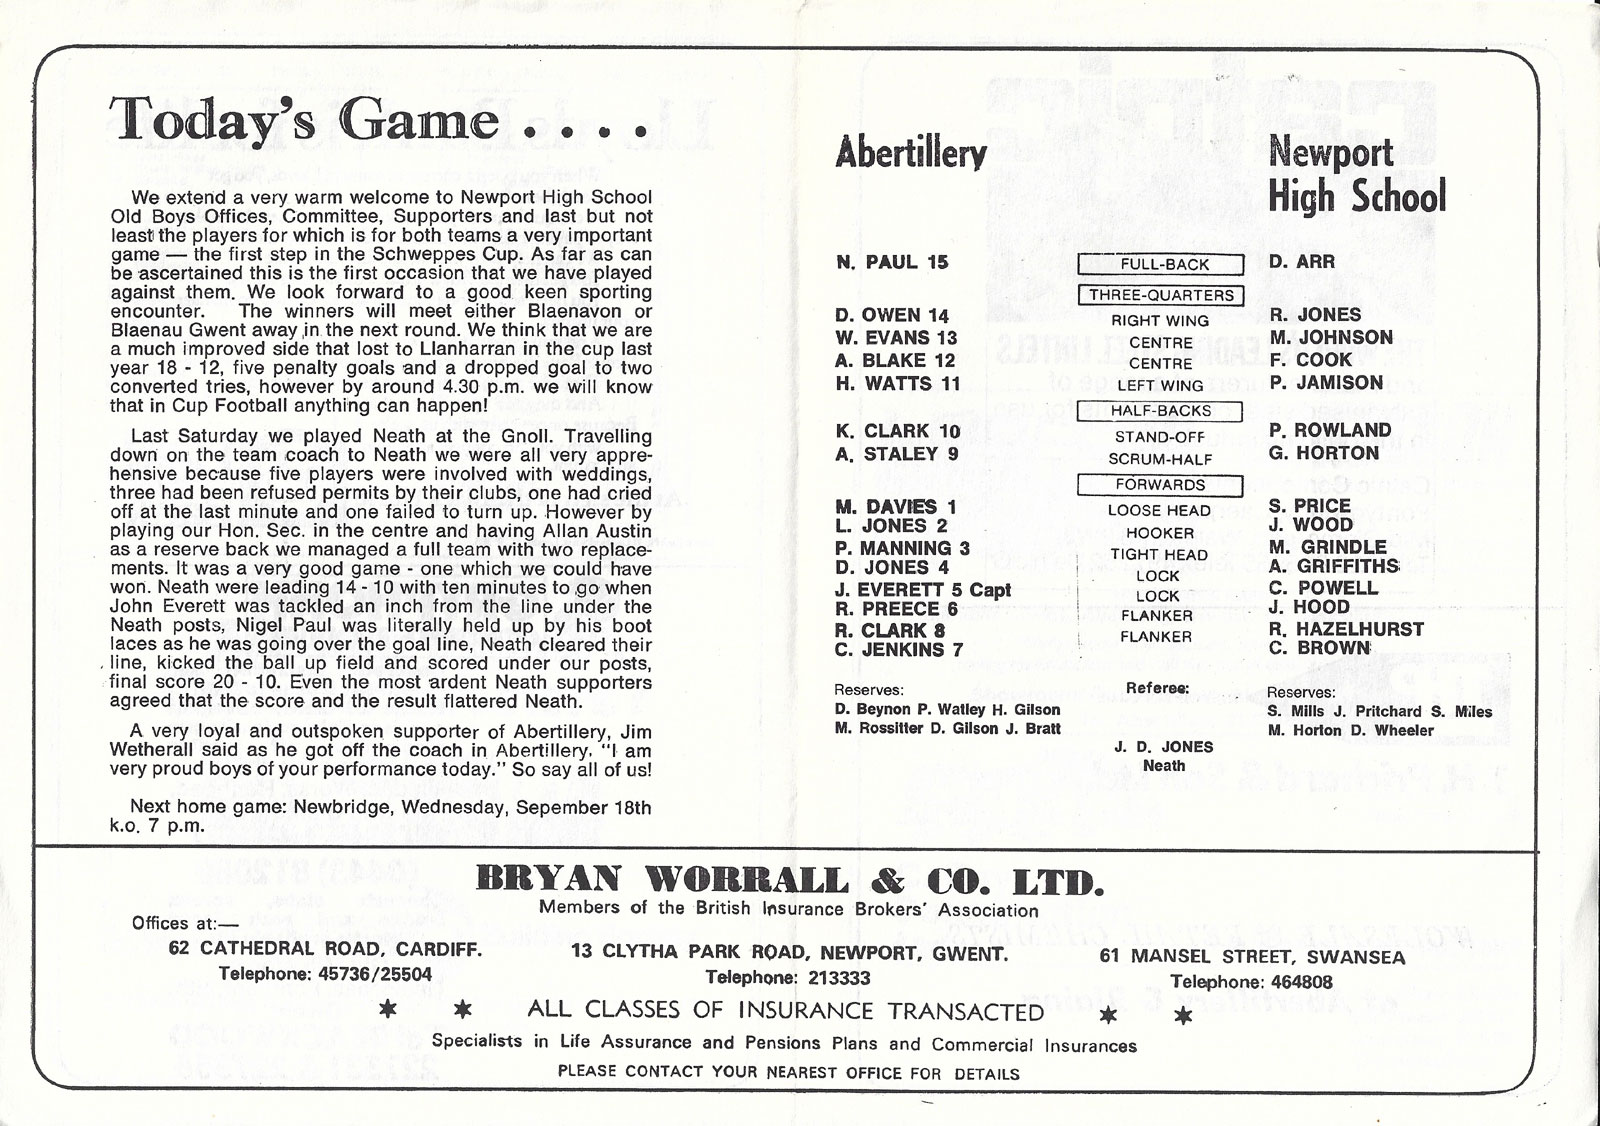 Today's Game . . . .
We extend a very warm welcome to Newport High School
Old Boys Offices, Committee, Supporters and last but not
least the players for which is for both teams a very important
game — the first step in the Schweppes Cup. As far as can
be ascertained this is the first occasion that we have played
against them. We look forward to a good keen sporting
encounter. The winners will meet either Blaenavon or
Blaenau Gwent away in the next round. We think that we are
a much improved side that lost to Llanharran in the cup last
year 18 - 12, five penalty goals and a dropped goal to two
converted tries, however by around 4.30 p.m. we will know
that in Cup Football anything can happen!
Last Saturday we played Neath at the Gnoll. Travelling
down on the team coach to Neath we were all very appre-
hensive because five players were involved with weddings,
three had been refused permits by their clubs, one had cried
off at the last minute and one failed to turn up. However by
playing our Hon. Sec. in the centre and having Allan Austin
as a reserve back we managed a full team with two replace-
ments. It was a very good game - one which we could have
won. Neath were leading 14 - 10 with ten minutes to go when
John Everett was tackled an inch from the line under the
Neath posts, Nigel Paul was literally held up by his boot
laces as he was going over the goal line, Neath cleared their
line, kicked the ball up field and scored under our posts,
final score 20 - 10. Even the most ardent Neath supporters
agreed that the score and the result flattered Neath.
A very loyal and outspoken supporter of Abertillery, Jim
Wetherall said as he got off the coach in Abertillery, "I am
very proud boys of your performance today." So say all of us!
Next home game: Newbridge, Wednesday, Sepember 18th
k.o. 7 p.m.
Abertillery
Newport
High School
N. PAUL 15 FULL-BACK D. ARR
THREE-QUARTERS
D. OWEN 14 RIGHT WING R. JONES
W. EVANS 13 CENTRE M. JOHNSON
A. BLAKE 12 CENTRE F. COOK
H. WATTS 11 LEFT WING P. JAMISON
HALF-BACKS
K. CLARK 10 STAND-OFF P. ROWLAND
A. STALEY 9 SCRUM-HALF G. HORTON
FORWARDS
M. DAVIES 1 LOOSE HEAD S. PRICE
L. JONES 2 HOOKER J. WOOD
P. MANNING 3 TIGHT HEAD M. GRINDLE
D. JONES 4 LOCK A. GRIFFITHS
J. EVERETT 5 Capt LOCK C. POWELL
R. PREECE 6 FLANKER J. HOOD
R. CLARK 8 FLANKER R. HAZELHURST
C. JENKINS 7 C. BROWN
Reserves:
D. Beynon P. Watley H. Gilson
M. Rossitter D. Gilson J. Bratt
Referee:
J. D. JONES
Neath
Reserves:
S. Mills J. Pritchard S. Miles
M. Horton D. Wheeler
BRYAN WORRALL & CO. LTD.
Members of the British Insurance Brokers' Association
Offices at:—
62 CATHEDRAL ROAD, CARDIFF.
Telephone: 45736/25504
13 CLYTHA PARK ROAD, NEWPORT, GWENT.
Telephone: 213333
61 MANSEL STREET, SWANSEA
Telephone: 464808
★ ★ ALL CLASSES OF INSURANCE TRANSACTED ★ ★
Specialists in Life Assurance and Pensions Plans and Commercial Insurances
PLEASE CONTACT YOUR NEAREST OFFICE FOR DETAILS